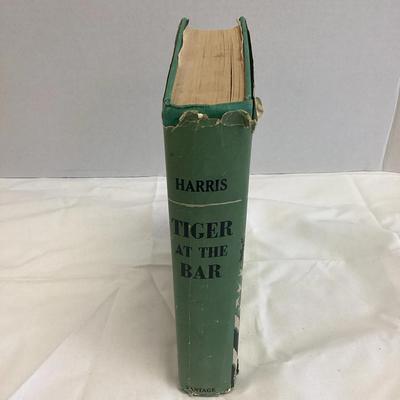 HARRIS
TIGER
AT THE
BAR
VANTAGE